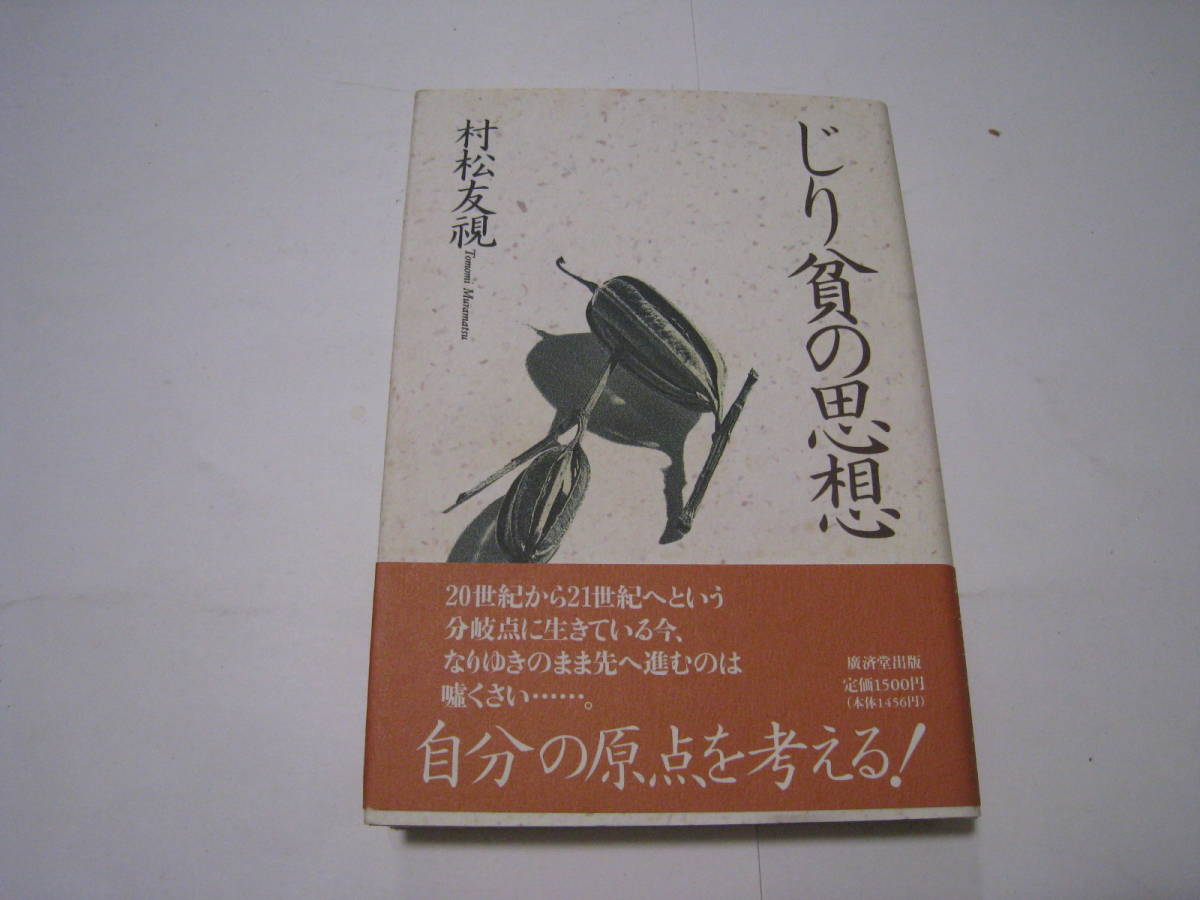 じり貧の思想
村松友視
Tomomi Muramatsu
20世紀から21世紀へという
分岐点に生きている今、
なりゆきのまま先へ進むのは
嘘くさい……。
自分の原点を考える!
廣済堂出版
定価1500円
(本体1456円)